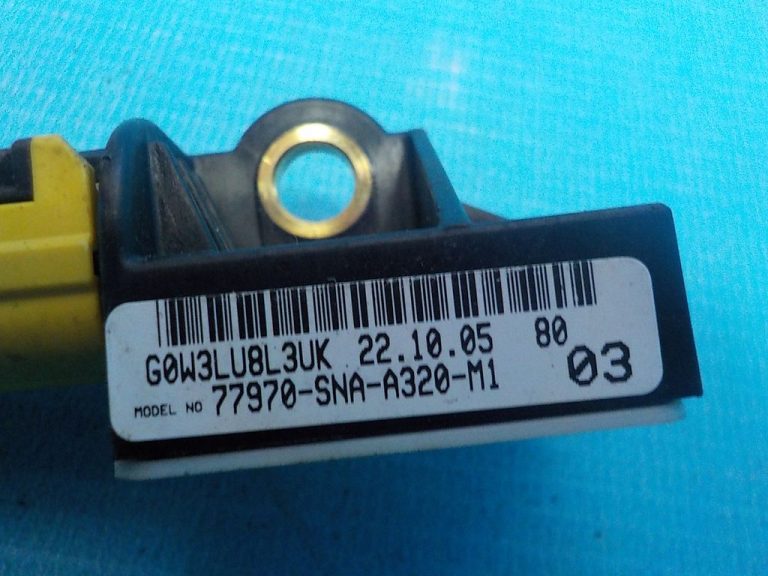 G0W3LU8L3UK 22.10.05 80
MODEL NO 77970-SNA-A320-M1 03